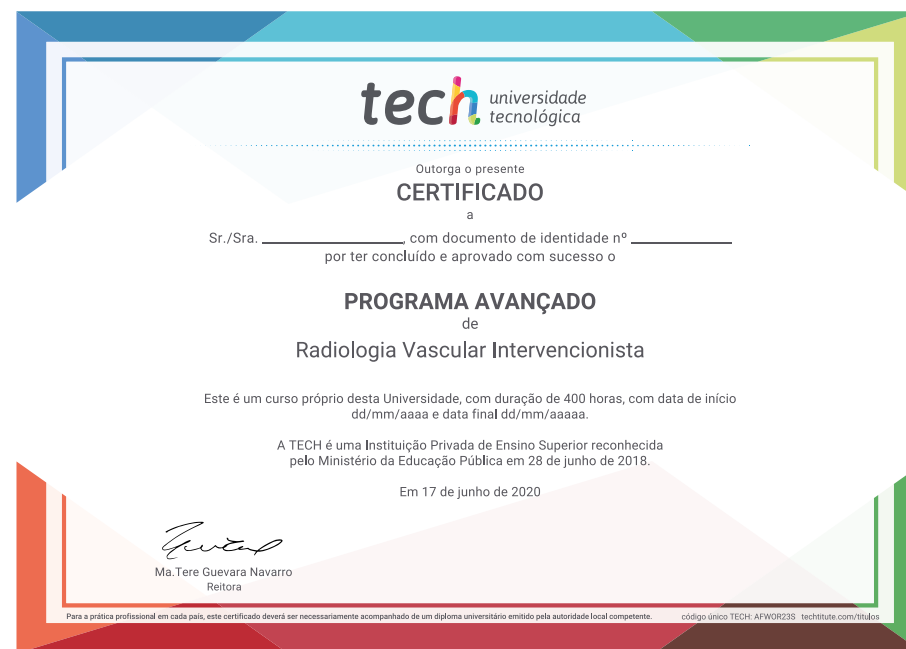 tech universidade
tecnológica
Outorga o presente
CERTIFICADO
a
Sr./Sra. ____________________, com documento de identidade nº ______________
por ter concluído e aprovado com sucesso o
PROGRAMA AVANÇADO
de
Radiologia Vascular Intervencionista
Este é um curso próprio desta Universidade, com duração de 400 horas, com data de início
dd/mm/aaaa e data final dd/mm/aaaaa.
A TECH é uma Instituição Privada de Ensino Superior reconhecida
pelo Ministério da Educação Pública em 28 de junho de 2018.
Em 17 de junho de 2020
Ma.Tere Guevara Navarro
Reitora
Para a prática profissional em cada país, este certificado deverá ser necessariamente acompanhado de um diploma universitário emitido pela autoridade local competente. código único TECH: AFWOR23S techtitute.com/titulos